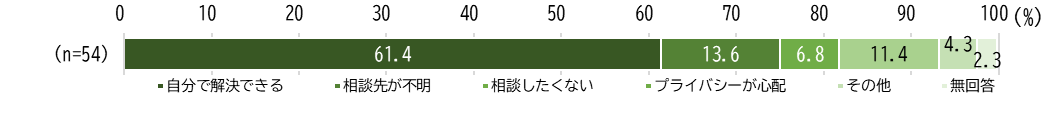 0 10 20 30 40 50 60 70 80 90 100 (%)
(n=54) 61.4 13.6 6.8 11.4 4.3 2.3
自分で解決できる 相談先が不明 相談したくない プライバシーが心配 その他 無回答